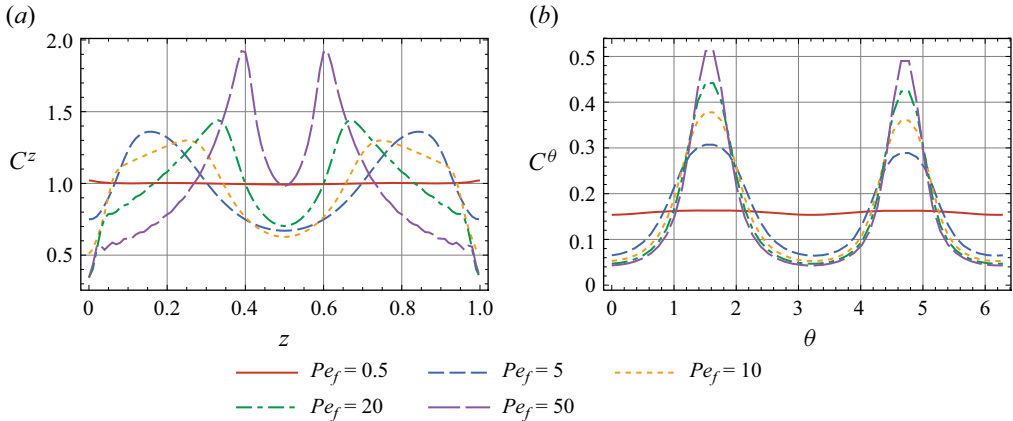 (a)
(b)
2.0
1.5
1.0
0.5
C^z
0
0.2
0.4
0.6
0.8
1.0
z
0.5
0.4
0.3
0.2
0.1
0
C^θ
0
1
2
3
4
5
6
θ
Pe_f = 0.5
Pe_f = 5
Pe_f = 10
Pe_f = 20
Pe_f = 50